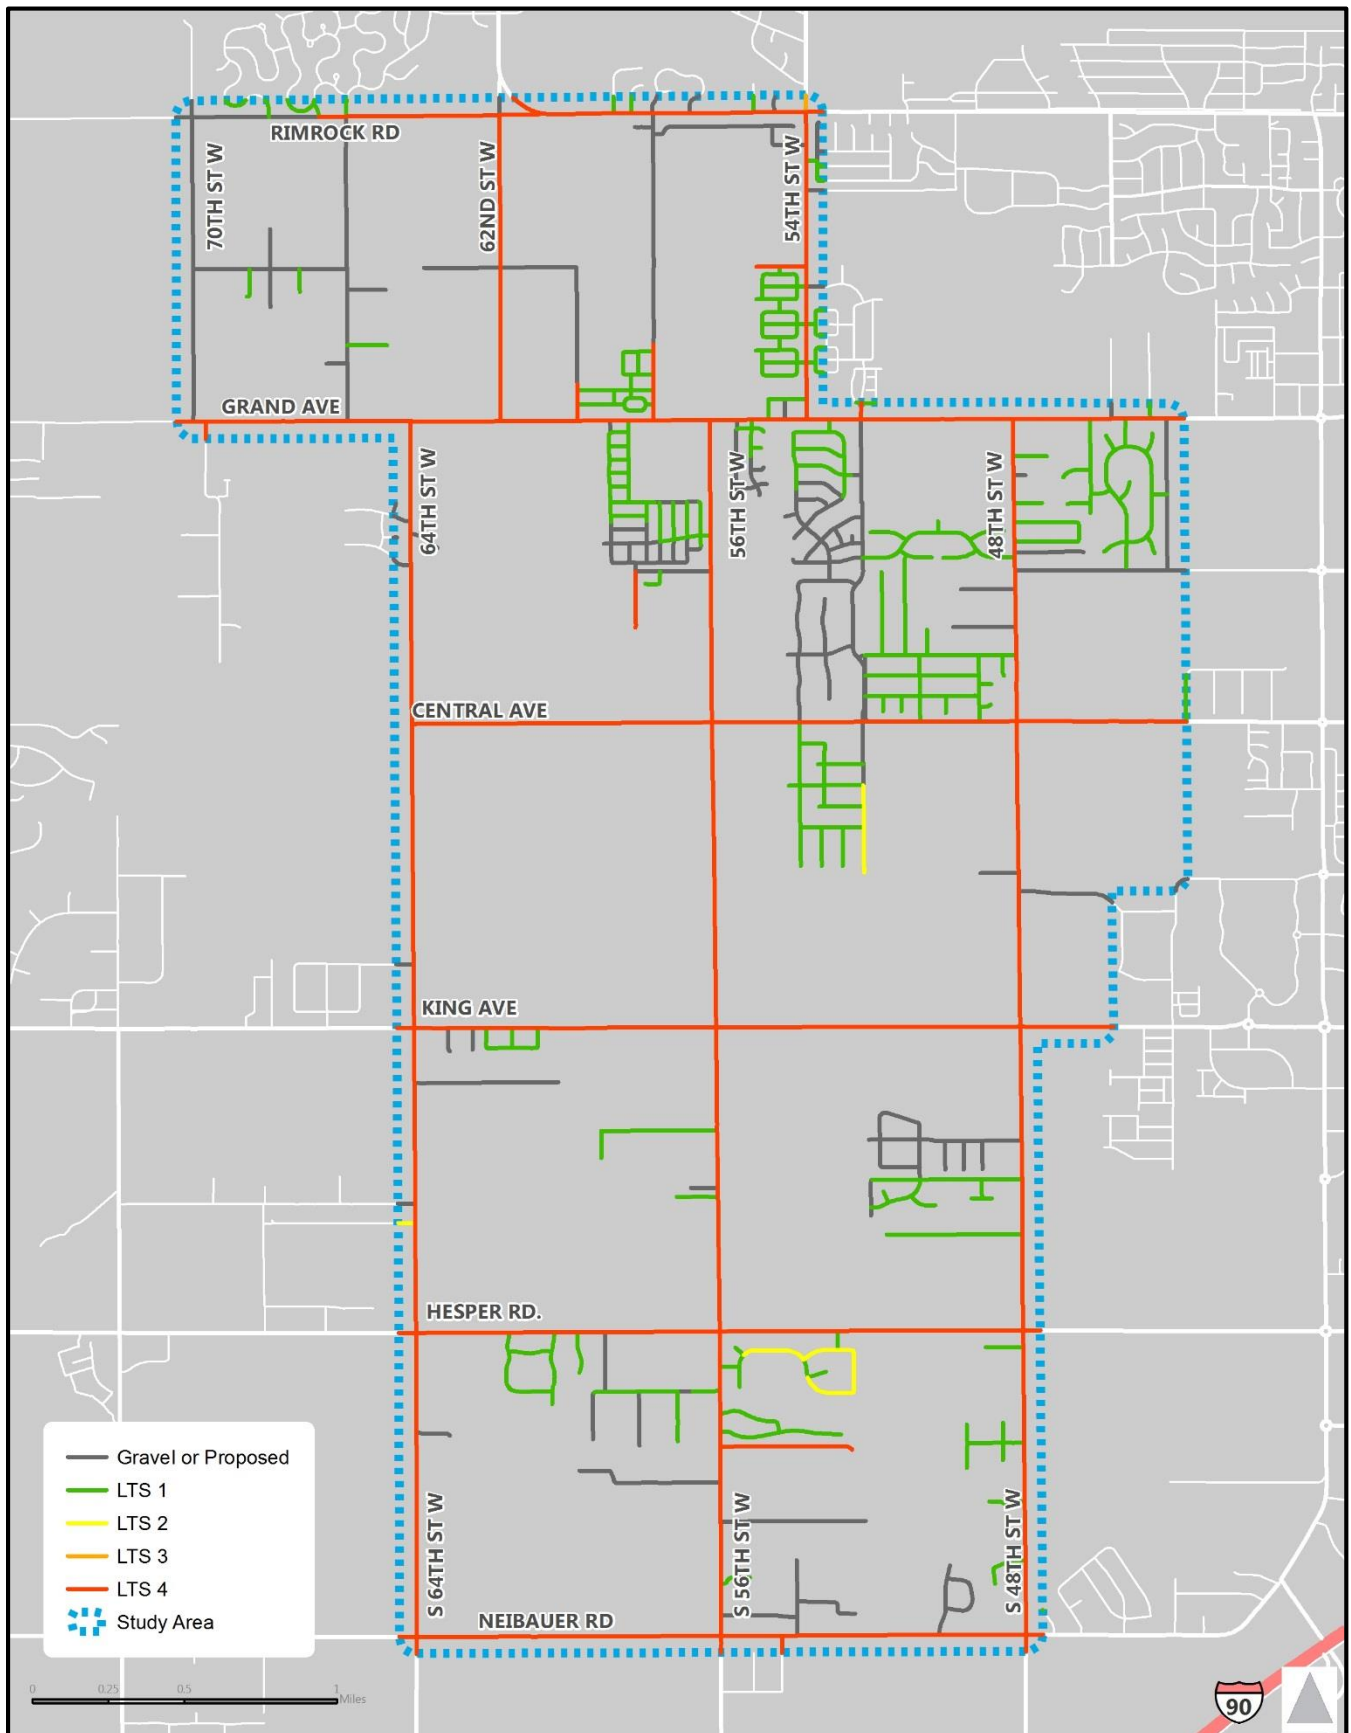 RIMROCK RD
70TH ST W
62ND ST W
54TH ST W
GRAND AVE
64TH ST W
56TH ST W
48TH ST W
CENTRAL AVE
KING AVE
HESPER RD.
Gravel or Proposed
LTS 1
LTS 2
LTS 3
LTS 4
Study Area
S 64TH ST W
S 56TH ST W
S 48TH ST W
NEIBAUER RD
0 0.25 0.5 1
Miles
90